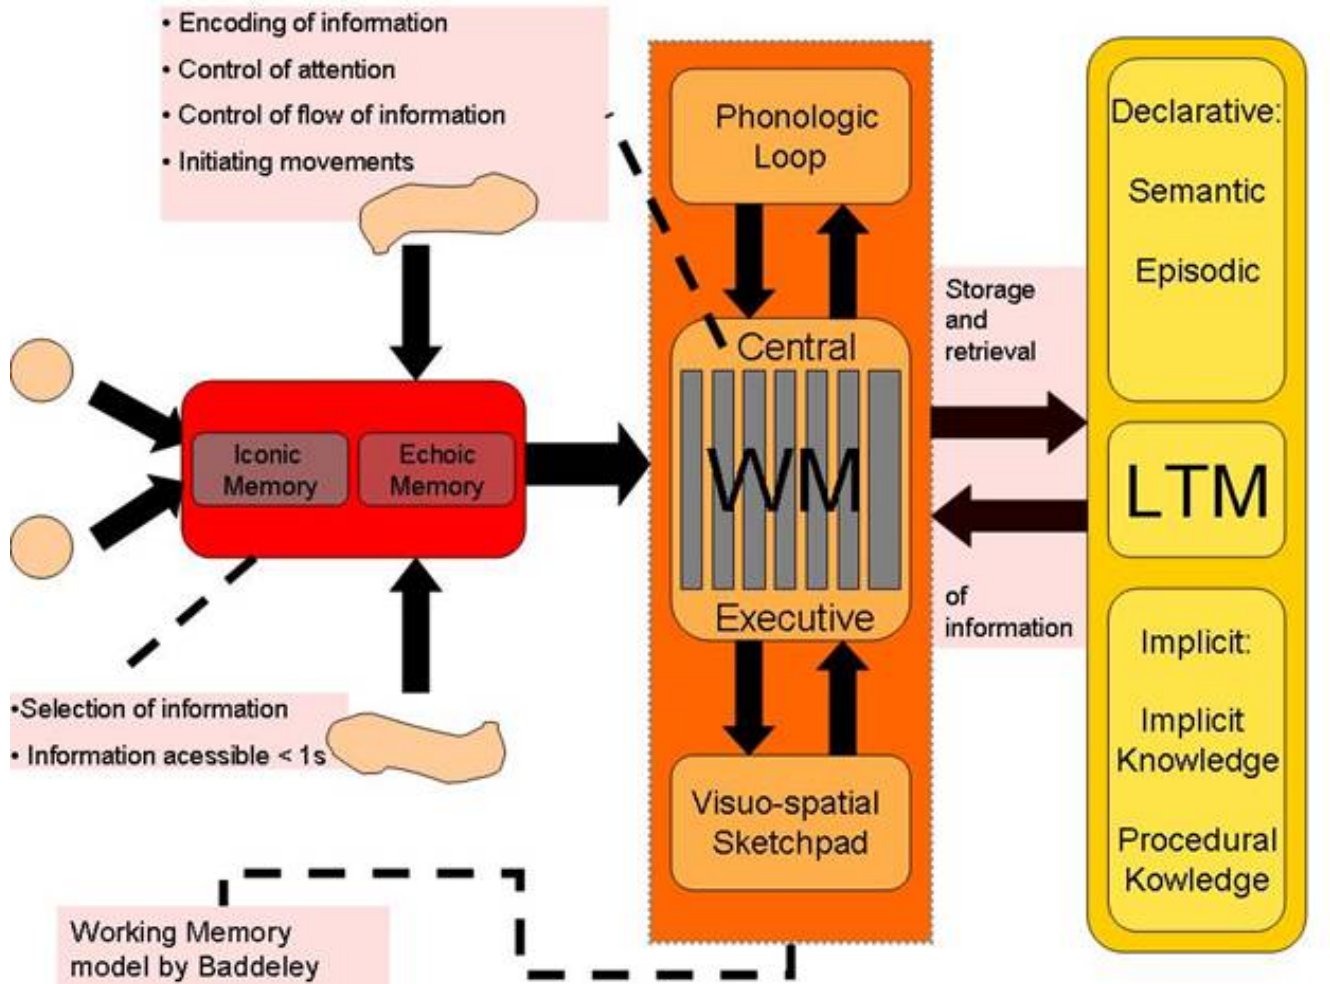 • Encoding of information
• Control of attention
• Control of flow of information
• Initiating movements
Iconic
Memory
Echoic
Memory
•Selection of information
• Information acessible < 1s
Working Memory
model by Baddeley
Phonologic
Loop
Central
WM
Executive
Visuo-spatial
Sketchpad
Storage
and
retrieval
of
information
Declarative:
Semantic
Episodic
LTM
Implicit:
Implicit
Knowledge
Procedural
Kowledge